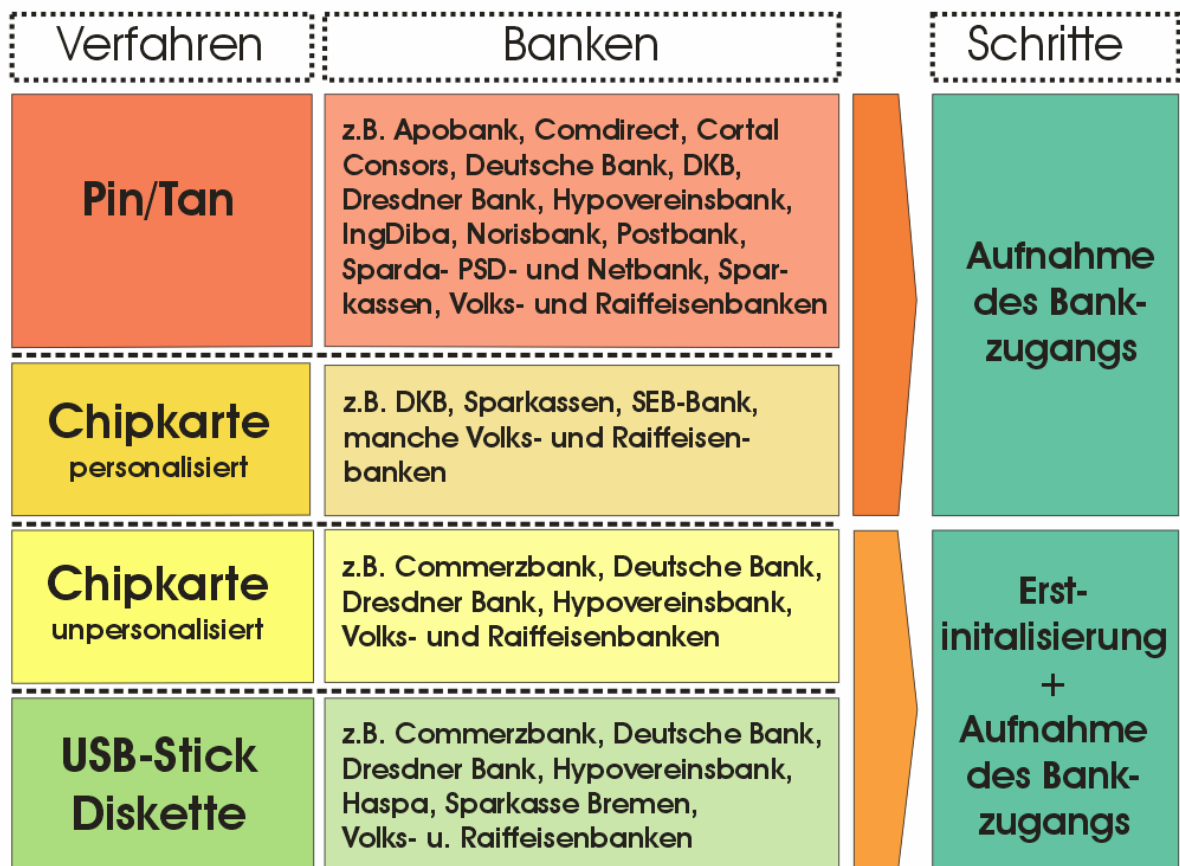 Verfahren
Banken
Schritte
Pin/Tan
z.B. Apobank, Comdirect, Cortal
Consors, Deutsche Bank, DKB,
Dresdner Bank, Hypovereinsbank,
IngDiba, Norisbank, Postbank,
Sparda- PSD- und Netbank, Spar-
kassen, Volks- und Raiffeisenbanken
Aufnahme
des Bank-
zugangs
Chipkarte
personalisiert
z.B. DKB, Sparkassen, SEB-Bank,
manche Volks- und Raiffeisen-
banken
Chipkarte
unpersonalisiert
z.B. Commerzbank, Deutsche Bank,
Dresdner Bank, Hypovereinsbank,
Volks- und Raiffeisenbanken
Erst-
initalisierung
+
Aufnahme
des Bank-
zugangs
USB-Stick
Diskette
z.B. Commerzbank, Deutsche Bank,
Dresdner Bank, Hypovereinsbank,
Haspa, Sparkasse Bremen,
Volks- u. Raiffeisenbanken